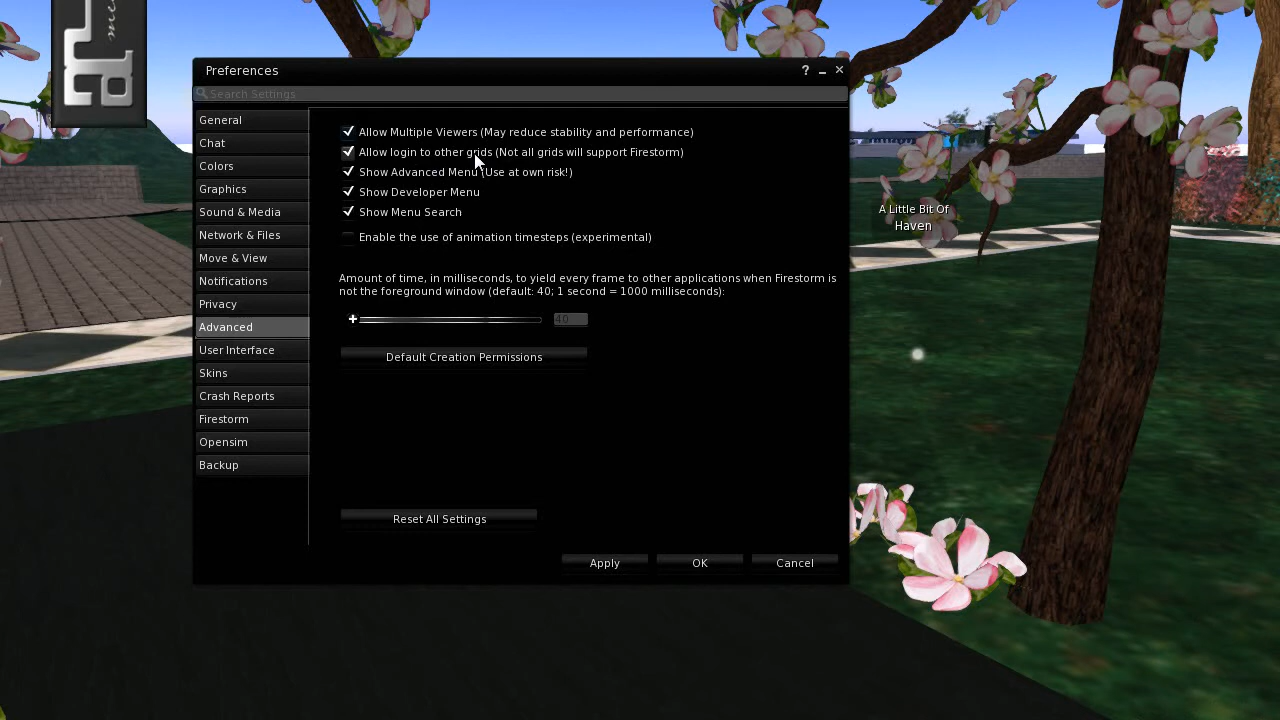 Preferences
?
Search Settings
General
Chat
Colors
Graphics
Sound & Media
Network & Files
Move & View
Notifications
Privacy
Advanced
User Interface
Skins
Crash Reports
Firestorm
Opensim
Backup
Allow Multiple Viewers (May reduce stability and performance)
Allow login to other grids (Not all grids will support Firestorm)
Show Advanced Menu (Use at own risk!)
Show Developer Menu
Show Menu Search
Enable the use of animation timesteps (experimental)
Amount of time, in milliseconds, to yield every frame to other applications when Firestorm is
not the foreground window (default: 40; 1 second = 1000 milliseconds):
40
Default Creation Permissions
Reset All Settings
Apply
OK
Cancel
A Little Bit Of
Haven